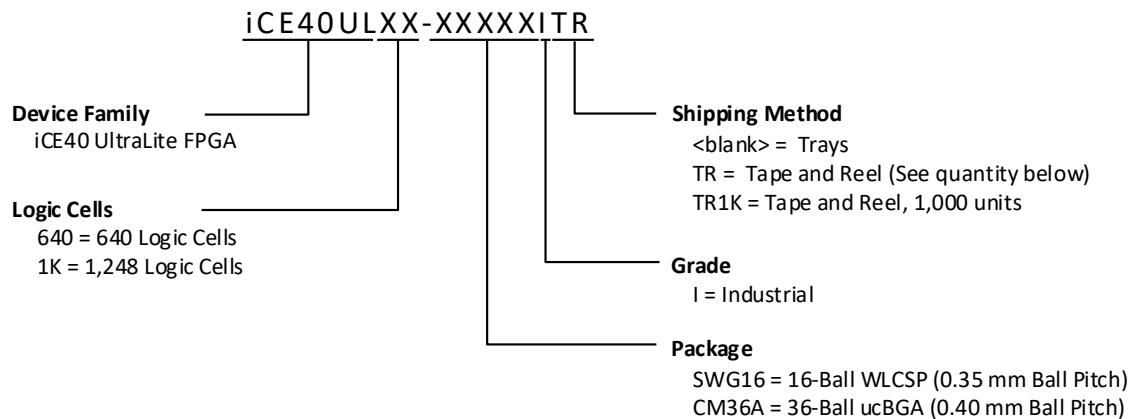 iCE40ULXX-XXXXXITR
Device Family
iCE40 UltraLite FPGA
Logic Cells
640 = 640 Logic Cells
1K = 1,248 Logic Cells
Shipping Method
<blank> = Trays
TR = Tape and Reel (See quantity below)
TR1K = Tape and Reel, 1,000 units
Grade
I = Industrial
Package
SWG16 = 16-Ball WLCSP (0.35 mm Ball Pitch)
CM36A = 36-Ball ucBGA (0.40 mm Ball Pitch)